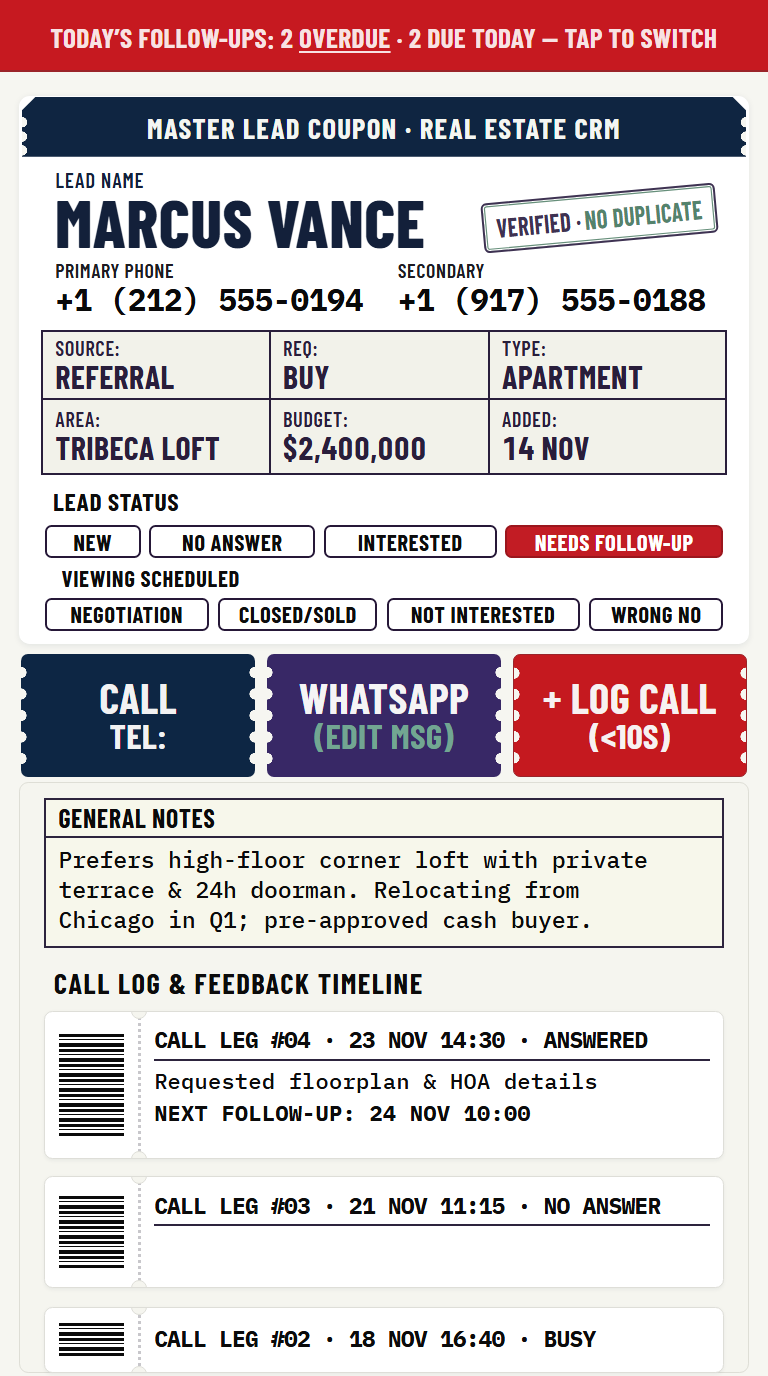 TODAY'S FOLLOW-UPS: 2 OVERDUE · 2 DUE TODAY — TAP TO SWITCH
MASTER LEAD COUPON · REAL ESTATE CRM
LEAD NAME
MARCUS VANCE
VERIFIED · NO DUPLICATE
PRIMARY PHONE
+1 (212) 555-0194
SECONDARY
+1 (917) 555-0188
SOURCE:
REFERRAL
REQ:
BUY
TYPE:
APARTMENT
AREA:
TRIBECA LOFT
BUDGET:
$2,400,000
ADDED:
14 NOV
LEAD STATUS
NEW
NO ANSWER
INTERESTED
NEEDS FOLLOW-UP
VIEWING SCHEDULED
NEGOTIATION
CLOSED/SOLD
NOT INTERESTED
WRONG NO
CALL
TEL:
WHATSAPP
(EDIT MSG)
+ LOG CALL
(<10S)
GENERAL NOTES
Prefers high-floor corner loft with private
terrace & 24h doorman. Relocating from
Chicago in Q1; pre-approved cash buyer.
CALL LOG & FEEDBACK TIMELINE
CALL LEG #04 · 23 NOV 14:30 · ANSWERED
Requested floorplan & HOA details
NEXT FOLLOW-UP: 24 NOV 10:00
CALL LEG #03 · 21 NOV 11:15 · NO ANSWER
CALL LEG #02 · 18 NOV 16:40 · BUSY